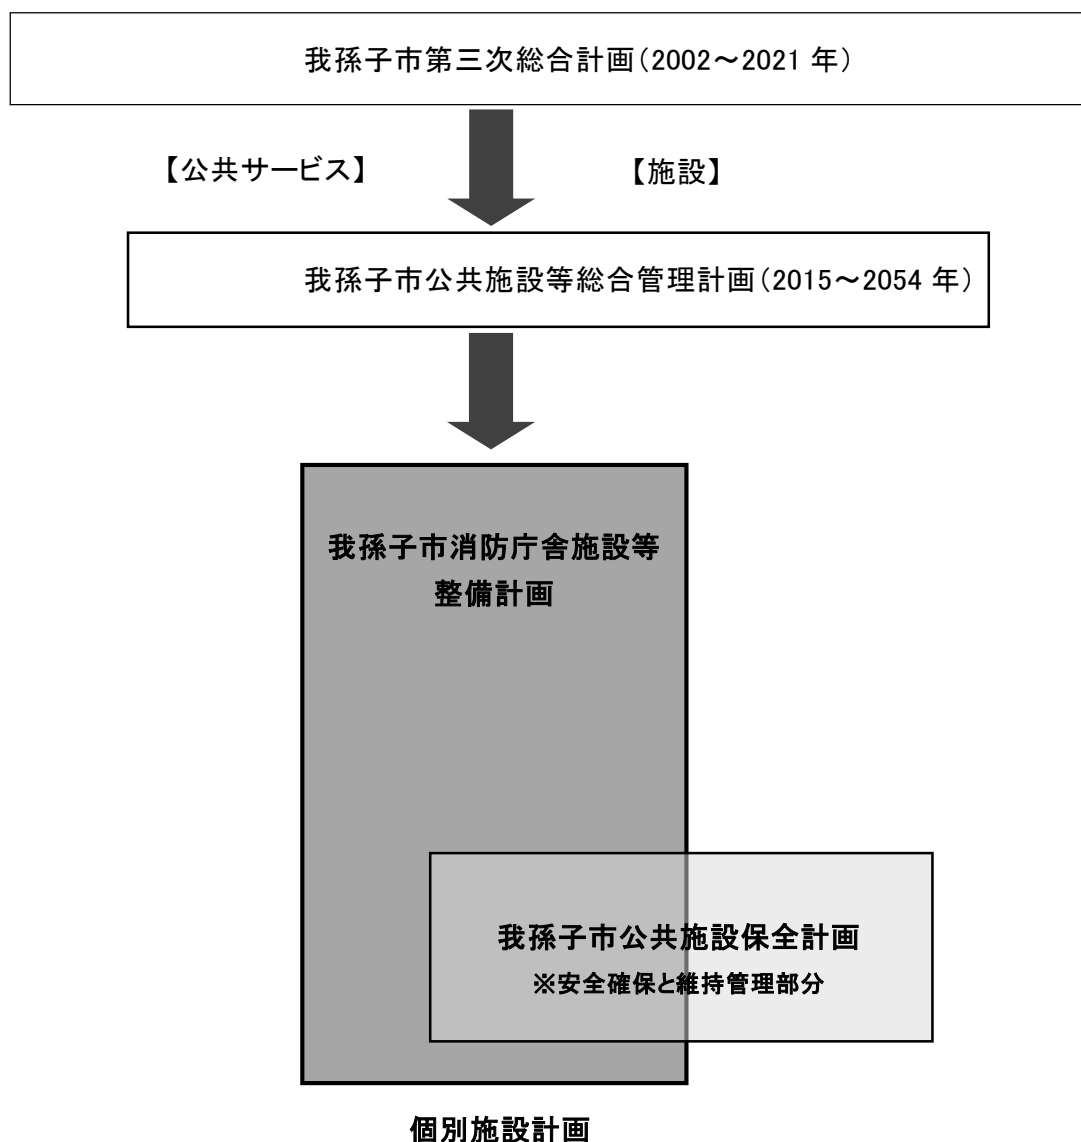 我孫子市第三次総合計画（2002～2021 年）
【公共サービス】
【施設】
我孫子市公共施設等総合管理計画（2015～2054 年）
我孫子市消防庁舎施設等
整備計画
我孫子市公共施設保全計画
※安全確保と維持管理部分
個別施設計画